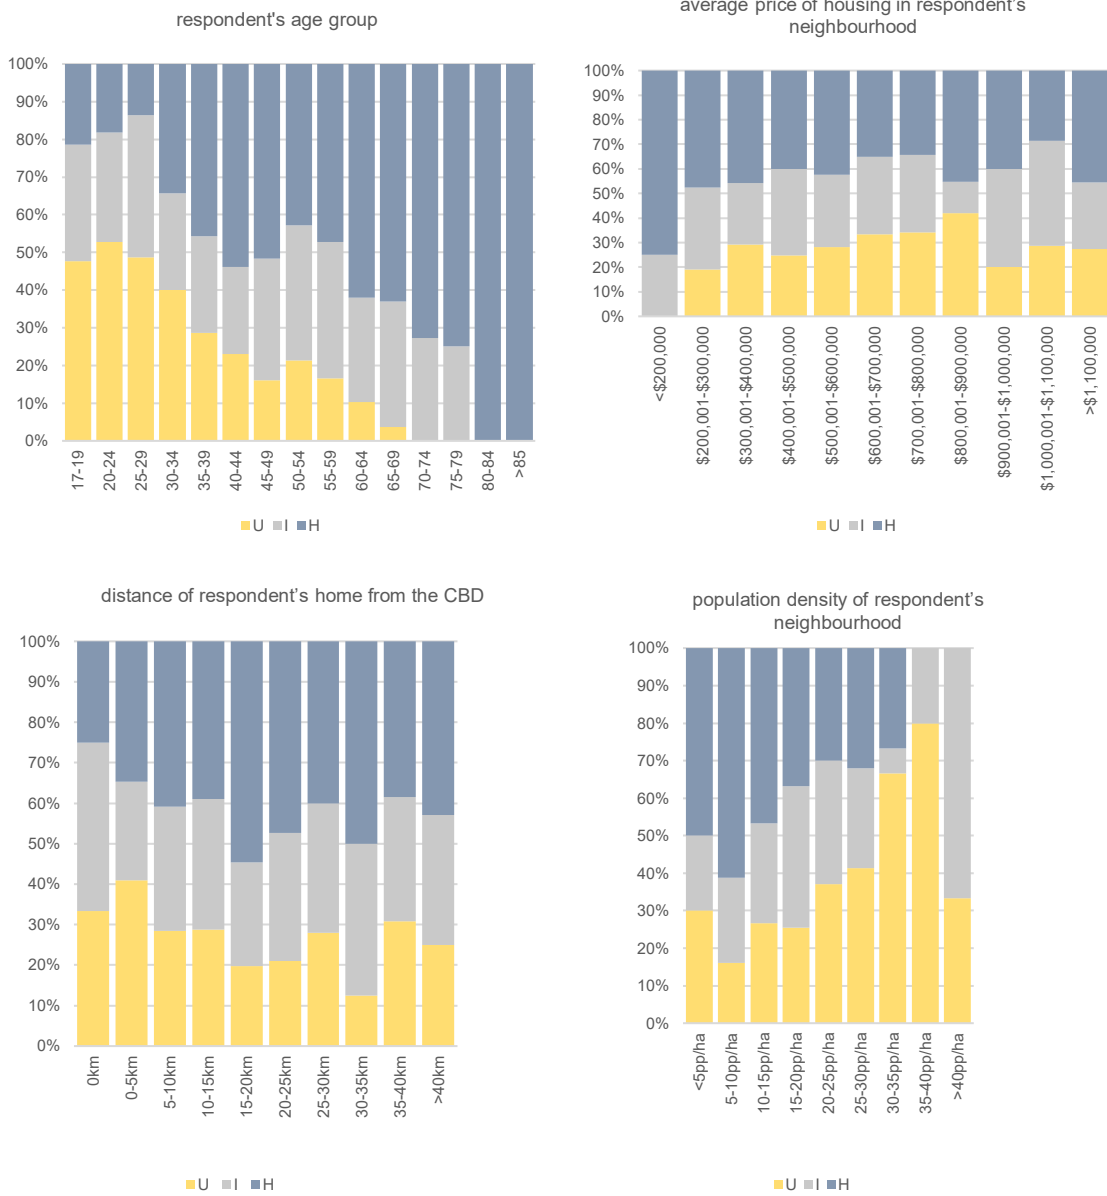 respondent's age group
100%
90%
80%
70%
60%
50%
40%
30%
20%
10%
0%
17-19
20-24
25-29
30-34
35-39
40-44
45-49
50-54
55-59
60-64
65-69
70-74
75-79
80-84
>85
U I H
average price of housing in respondent’s
neighbourhood
100%
90%
80%
70%
60%
50%
40%
30%
20%
10%
0%
<$200,000
$200,001-$300,000
$300,001-$400,000
$400,001-$500,000
$500,001-$600,000
$600,001-$700,000
$700,001-$800,000
$800,001-$900,000
$900,001-$1,000,000
$1,000,001-$1,100,000
>$1,100,000
U I H
distance of respondent’s home from the CBD
100%
90%
80%
70%
60%
50%
40%
30%
20%
10%
0%
0km
0-5km
5-10km
10-15km
15-20km
20-25km
25-30km
30-35km
35-40km
>40km
U I H
population density of respondent’s
neighbourhood
100%
90%
80%
70%
60%
50%
40%
30%
20%
10%
0%
<5pp/ha
5-10pp/ha
10-15pp/ha
15-20pp/ha
20-25pp/ha
25-30pp/ha
30-35pp/ha
35-40pp/ha
>40pp/ha
U I H